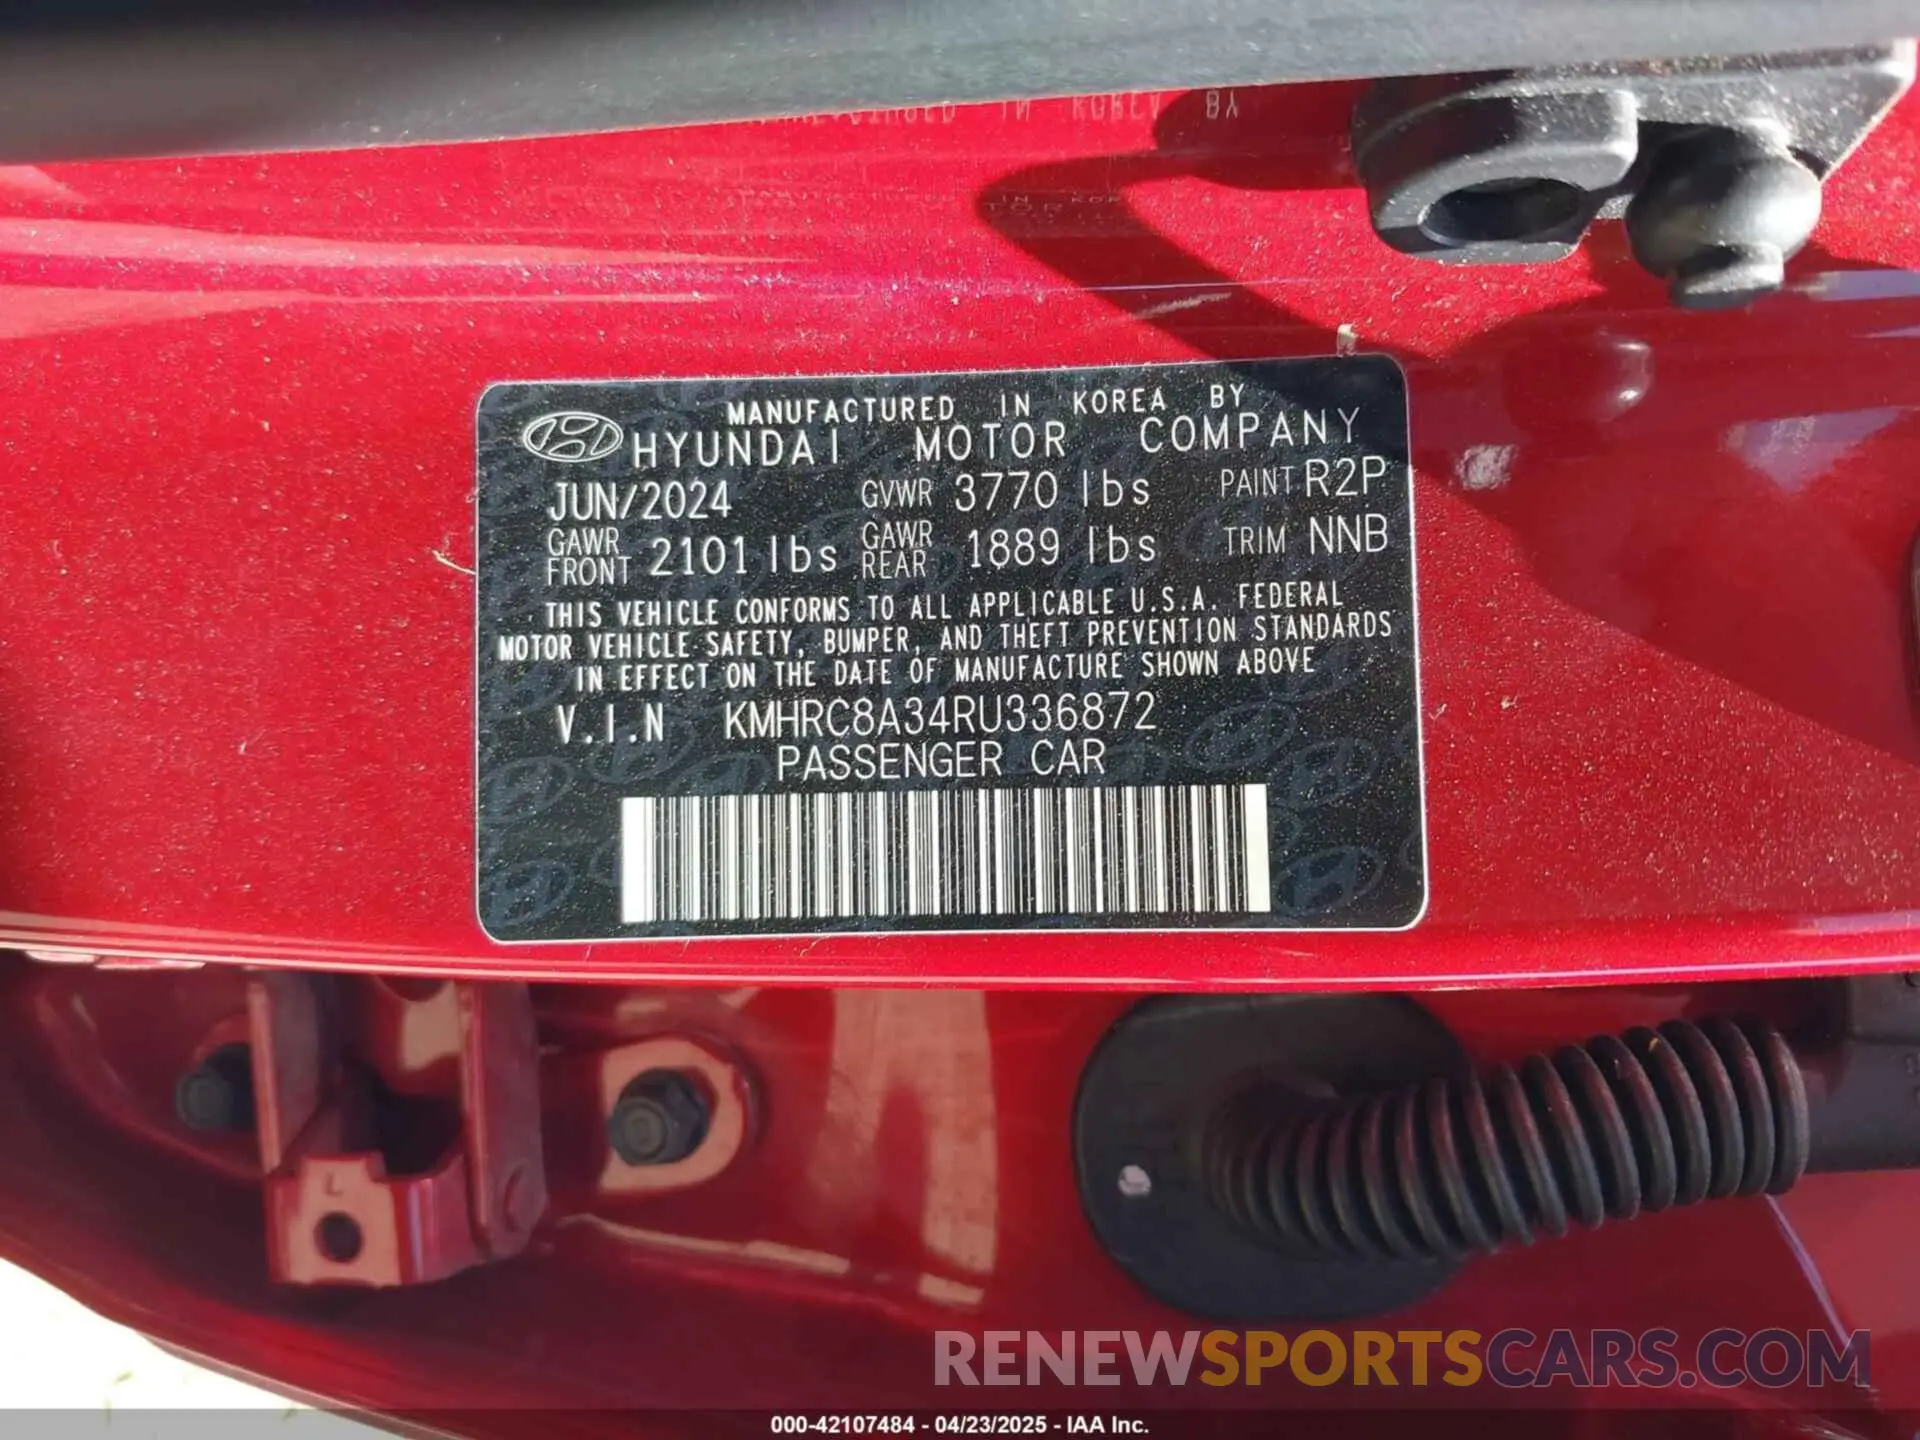 MANUFACTURED IN KOREA BY
HYUNDAI MOTOR COMPANY
JUN/2024 GVWR 3770 lbs PAINT R2P
GAWR FRONT 2101 lbs GAWR REAR 1889 lbs TRIM NNB
THIS VEHICLE CONFORMS TO ALL APPLICABLE U.S.A. FEDERAL
MOTOR VEHICLE SAFETY, BUMPER, AND THEFT PREVENTION STANDARDS
IN EFFECT ON THE DATE OF MANUFACTURE SHOWN ABOVE
V.I.N KMHRC8A34RU336872
PASSENGER CAR
L
RENEWSPORTSCARS.COM
000-42107484 - 04/23/2025 - IAA Inc.